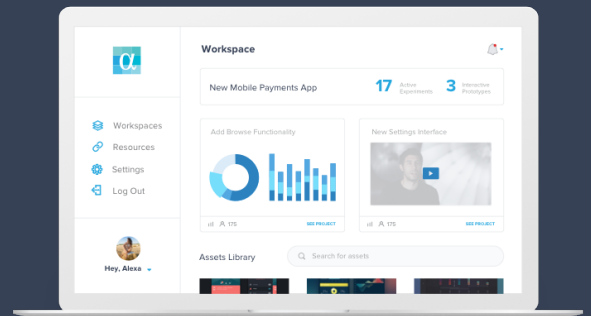 α
Workspaces
Resources
Settings
Log Out
Hey, Alexa
Workspace
New Mobile Payments App
17 Active Experiments
3 Interactive Prototypes
Add Browse Functionality
175
SEE PROJECT
New Settings Interface
175
SEE PROJECT
Assets Library
Search for assets